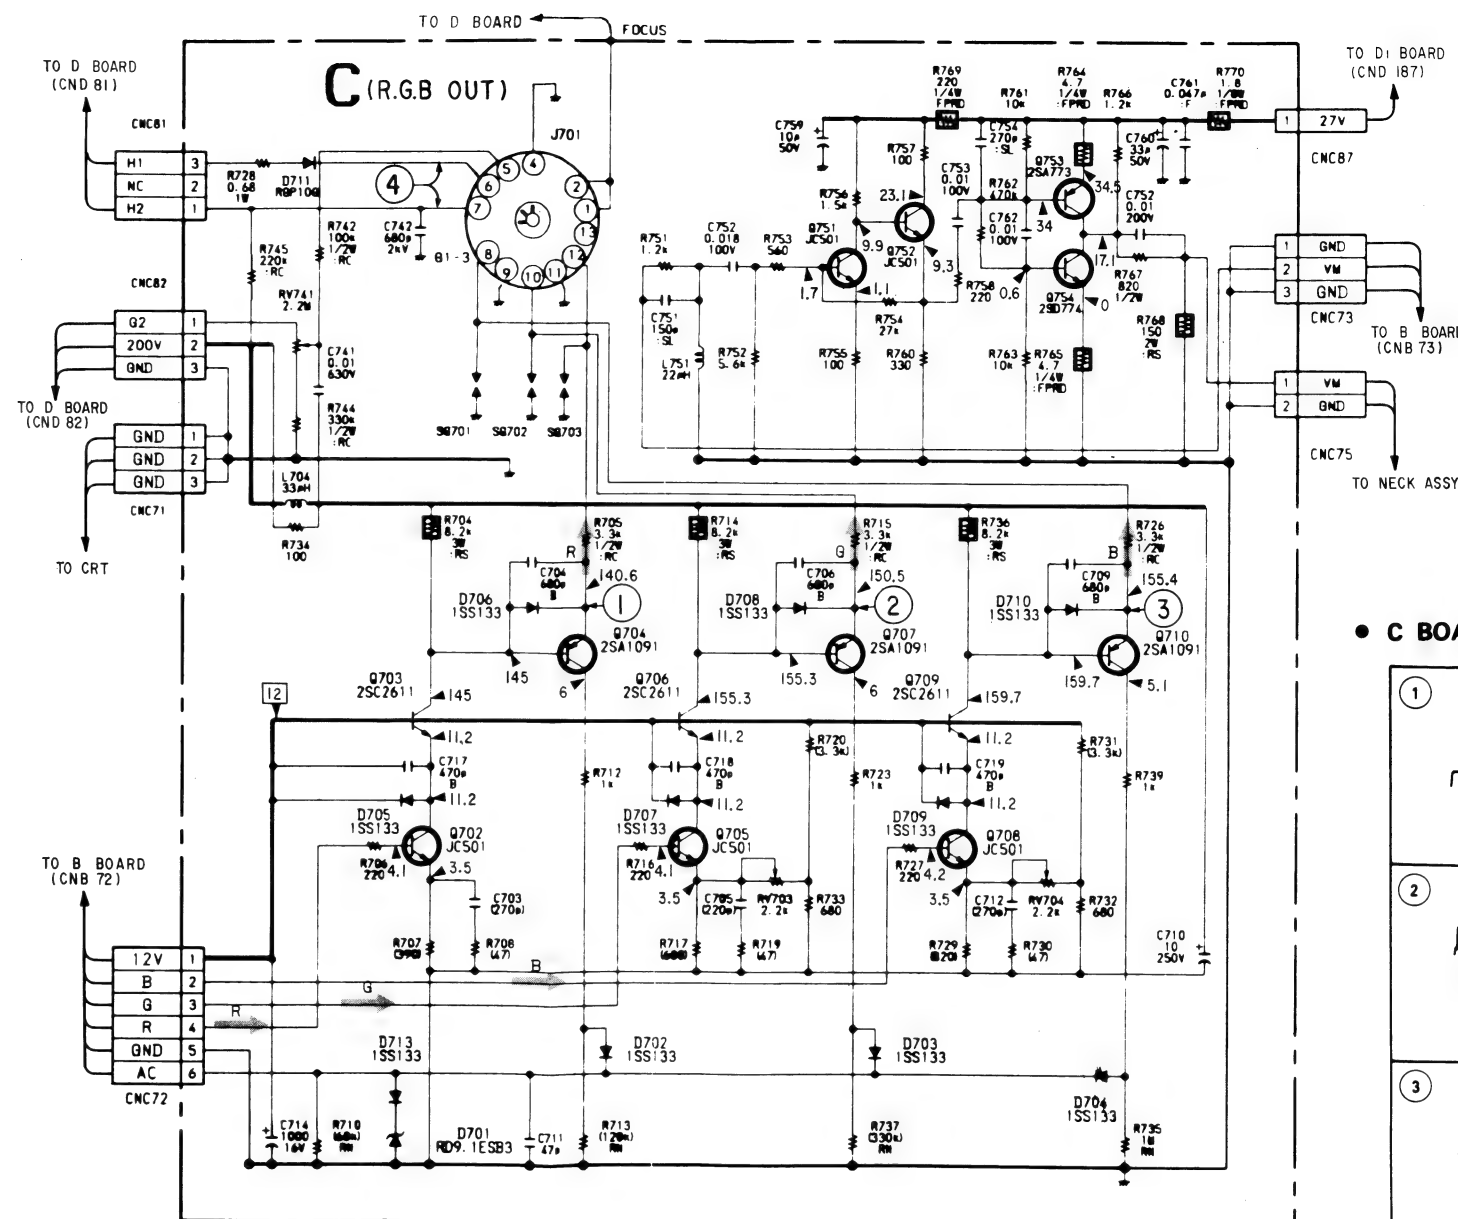 TO D BOARD
FOCUS
TO D BOARD
(CND 81)
C (R.G.B OUT)
TO D1 BOARD
(CND 187)
CNC81
H1 3
NC 2
H2 1
R728
0.68
1W
D711
RGP10G
4
J701
5
4
6
7
2
1
13
12
8
9
10
11
G1-3
R745
220k
:RC
R742
100k
1/2W
:RC
C742
680p
2kV
RV741
2.2M
CNC82
G2 1
200V 2
GND 3
TO D BOARD
(CND 82)
C741
0.01
630V
R744
330k
1/2W
:RC
GND 1
GND 2
GND 3
CNC71
TO CRT
L704
33μH
R734
100
SG701 SG702 SG703
C759
10μ
50V
R769
220
1/4W
:FPRD
R761
10k
R764
4.7
1/4W
:FPRD
R766
1.2k
C761
0.047μ
:F
R770
1.8
1/8W
:FPRD
1 27V
CNC87
R757
100
C754
270p
:SL
C753
0.01
100V
Q753
2SA773
C760
33μ
50V
34.5
R756
1.5k
23.1
R762
470k
34
C752
0.01
200V
Q751
JC501
9.9
Q752
JC501
9.3
C762
0.01
100V
17.1
R751
1.2k
C752
0.018
100V
R753
560
1.7
1.1
R758
220
0.6
Q754
2SD774
0
R767
820
1/2W
C751
150p
:SL
R754
27k
R768
150
2W
:RS
L751
22μH
R752
5.6k
R755
100
R760
330
R763
10k
R765
4.7
1/4W
:FPRD
1 GND
2 VM
3 GND
CNC73
TO B BOARD
(CNB 73)
1 VM
2 GND
CNC75
TO NECK ASSY
R704
8.2k
3W
:RS
R
R705
3.3k
1/2W
:RC
C704
680p
B
140.6
D706
1SS133
1
Q704
2SA1091
R714
8.2k
3W
:RS
G
R715
3.3k
1/2W
:RC
C706
680p
B
150.5
D708
1SS133
2
Q707
2SA1091
R736
8.2k
3W
:RS
B
R726
3.3k
1/2W
:RC
C709
680p
B
155.4
D710
1SS133
3
Q710
2SA1091
12
Q703
2SC2611
145
145
6
Q706
2SC2611
155.3
155.3
6
Q709
2SC2611
159.7
159.7
5.1
11.2
11.2
11.2
C717
470p
B
11.2
R712
1k
C718
470p
B
11.2
R720
(3.3k)
R723
1k
C719
470p
B
11.2
R731
(3.3k)
R739
1k
D705
1SS133
Q702
JC501
R706
220
4.1
3.5
D707
1SS133
Q705
JC501
R716
220
4.1
3.5
D709
1SS133
Q708
JC501
R727
220
4.2
3.5
C703
(270p)
R707
(390)
R708
(47)
C705
(220p)
RV703
2.2k
R733
680
R717
(680)
R719
(47)
C712
(270p)
RV704
2.2k
R732
680
R729
(820)
R730
(47)
C710
10
250V
TO B BOARD
(CNB 72)
12V 1
B 2
G 3
R 4
GND 5
AC 6
CNC72
R
G
B
D713
1SS133
D702
1SS133
D703
1SS133
D704
1SS133
C714
1000
16V
R710
(68k)
RN
D701
RD9.1ESB3
C711
47p
R713
(120k)
RN
R737
(330k)
RN
R735
1M
RN
● C BOA
1
2
3